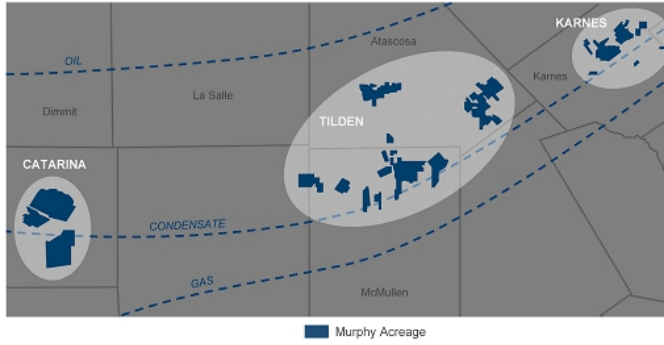 KARNES
Atascosa
OIL
Karnes
La Salle
Dimmit
TILDEN
CATARINA
CONDENSATE
GAS
McMullen
Murphy Acreage